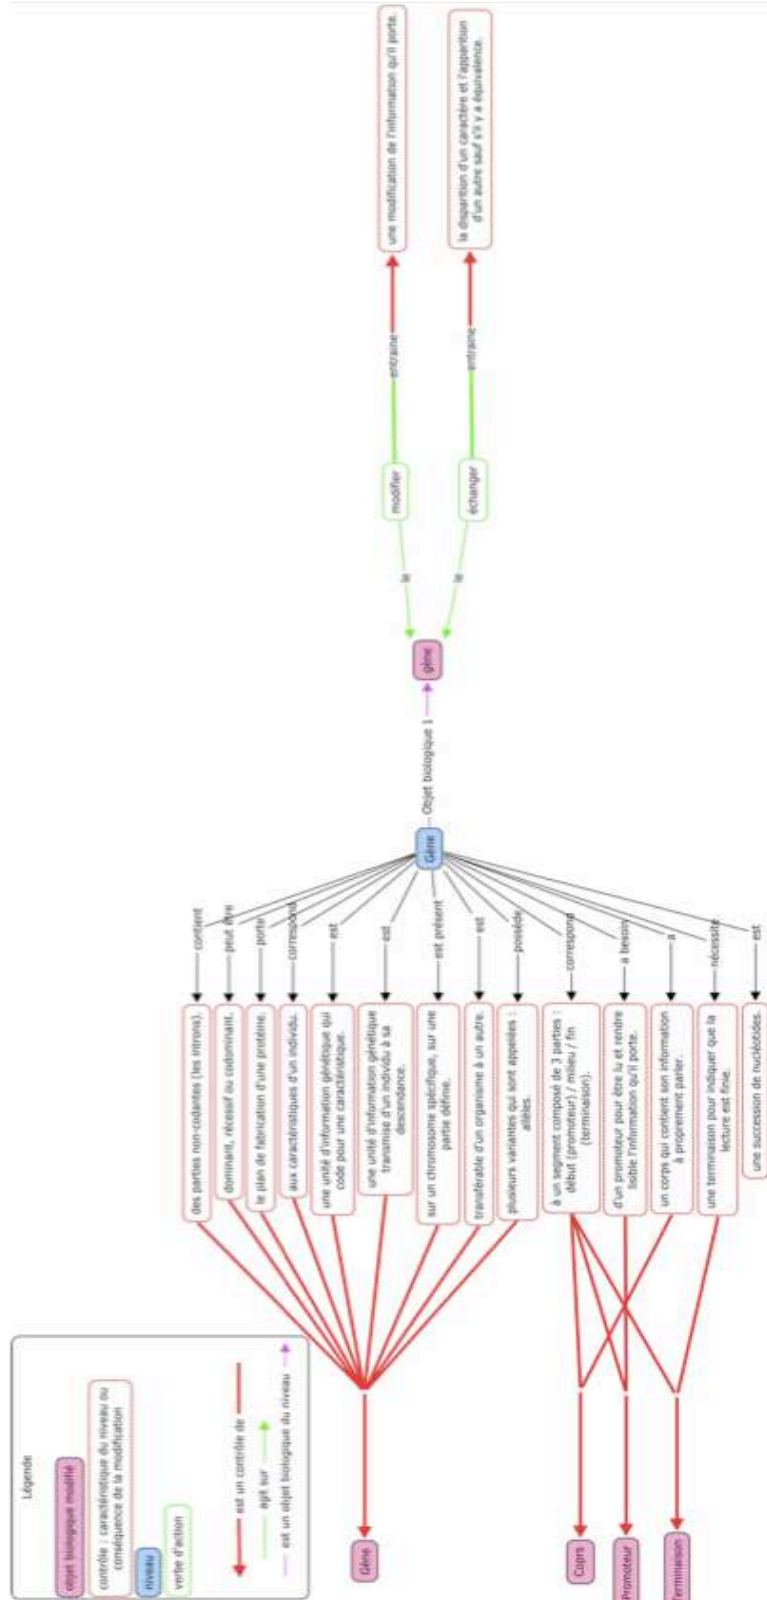 Légende
objet biologique modifié
contrôle : caractéristique du niveau ou
conséquence de la modification
niveau
verbe d'action
est un contrôle de
agit sur
est un objet biologique du niveau
Gène
Coprs
Promoteur
Terminaison
des parties non-codantes (les introns).
dominant, récessif ou codominant.
le plan de fabrication d'une protéine.
aux caractéristiques d'un individu.
une unité d'information génétique qui
code pour une caractéristique.
une unité d'information génétique
transmise d'un individu à sa
descendance.
sur un chromosome spécifique, sur une
partie définie.
transférable d'un organisme à un autre.
plusieurs variantes qui sont appelées :
allèles.
à un segment composé de 3 parties :
début (promoteur) / milieu / fin
(terminaison).
d'un promoteur pour être lu et rendre
lisible l'information qu'il porte.
un corps qui contient son information
à proprement parler.
une terminaison pour indiquer que la
lecture est finie.
une succession de nucléotides.
contient
peut être
porte
correspond
est
est
est présent
est
possède
correspond
a besoin
a
nécessite
est
Gène
Objet biologique 1
gène
le
le
modifier
échanger
entraine
entraine
une modification de l'information qu'il porte.
la disparition d'un caractère et l'apparition
d'un autre sauf s'il y a équivalence.